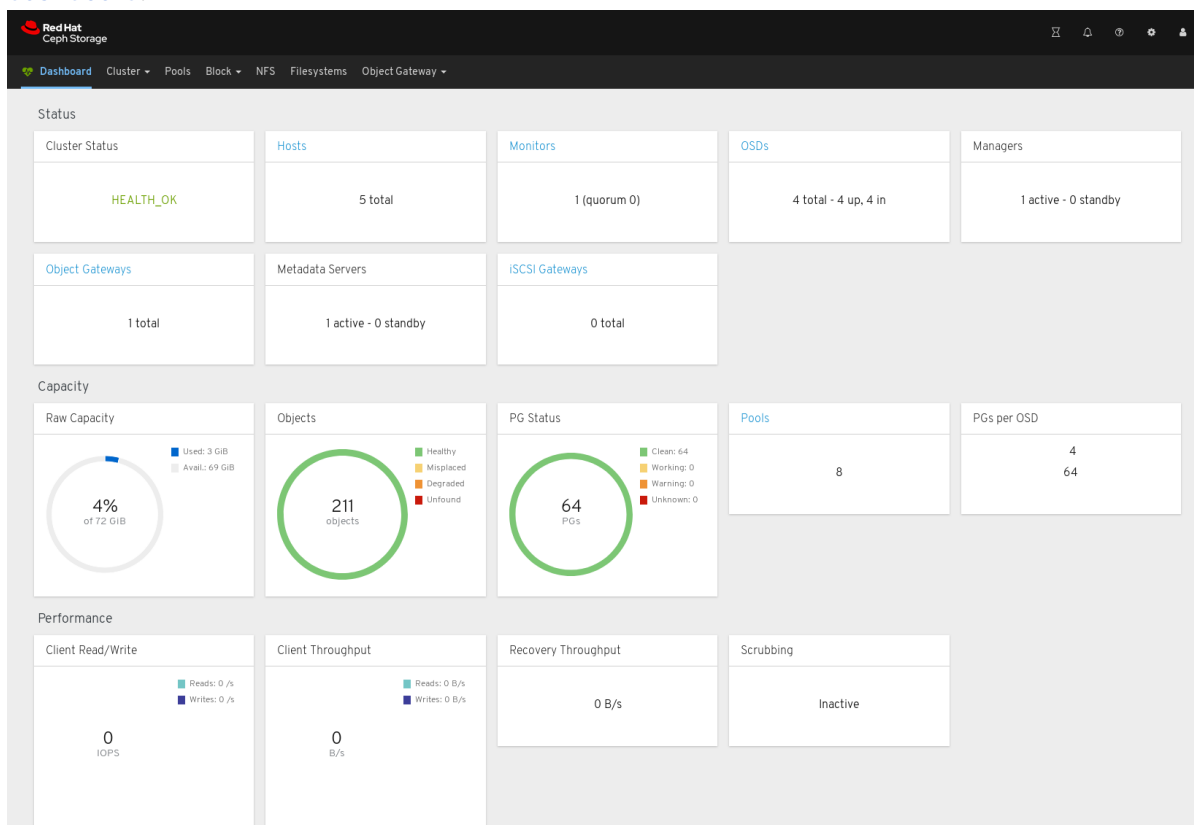 Red Hat
Ceph Storage
Dashboard Cluster Pools Block NFS Filesystems Object Gateway
Status
Cluster Status
HEALTH_OK
Hosts
5 total
Monitors
1 (quorum 0)
OSDs
4 total - 4 up, 4 in
Managers
1 active - 0 standby
Object Gateways
1 total
Metadata Servers
1 active - 0 standby
iSCSI Gateways
0 total
Capacity
Raw Capacity
Used: 3 GiB
Avail.: 69 GiB
4%
of 72 GiB
Objects
Healthy
Misplaced
Degraded
Unfound
211
objects
PG Status
Clean: 64
Working: 0
Warning: 0
Unknown: 0
64
PGs
Pools
8
PGs per OSD
4
64
Performance
Client Read/Write
Reads: 0 /s
Writes: 0 /s
0
IOPS
Client Throughput
Reads: 0 B/s
Writes: 0 B/s
0
B/s
Recovery Throughput
0 B/s
Scrubbing
Inactive